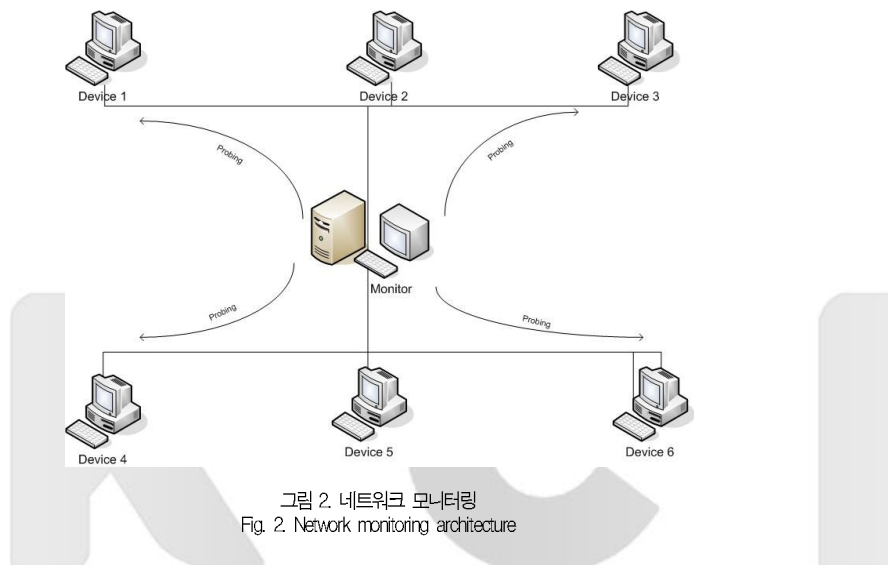 Device 1
Device 2
Device 3
Probing
Probing
Monitor
Probing
Probing
Device 4
Device 5
Device 6
그림 2. 네트워크 모니터링
Fig. 2. Network monitoring architecture